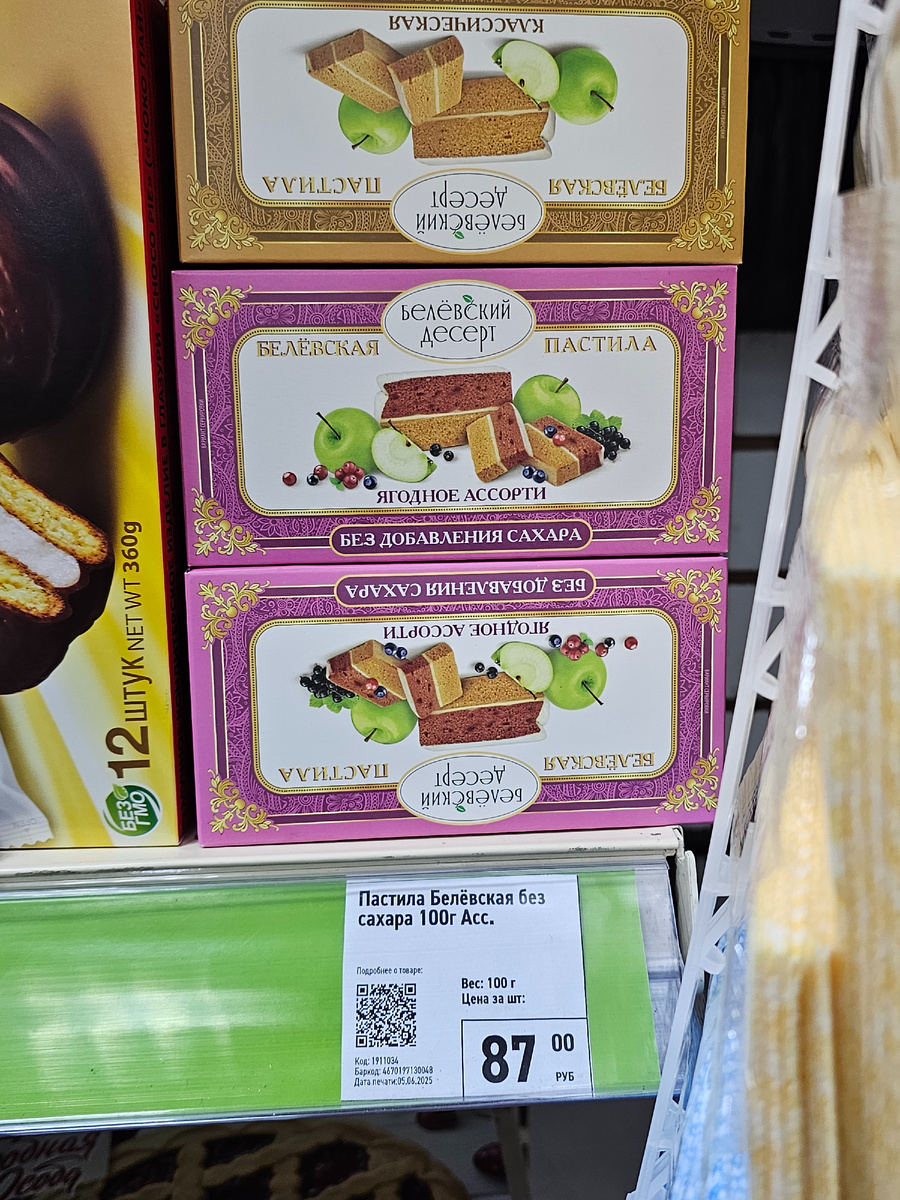 КЛАССИЧЕСКАЯ
БЕЛЁВСКАЯ
ПАСТИЛА
Белёвский
десерт
Белёвский
десерт
БЕЛЁВСКАЯ
ПАСТИЛА
ЯГОДНОЕ АССОРТИ
БЕЗ ДОБАВЛЕНИЯ САХАРА
БЕЗ ДОБАВЛЕНИЯ САХАРА
ЯГОДНОЕ АССОРТИ
БЕЛЁВСКАЯ
ПАСТИЛА
Белёвский
десерт
12 ШТУК NET WT 360g
БЕЗ
ГМО
Пастила Белёвская без
сахара 100г Асс.
Подробнее о товаре:
Вес: 100 г
Цена за шт:
87 00
РУБ
Код: 1911034
Баркод: 4670197130048
Дата печати:05.06.2025